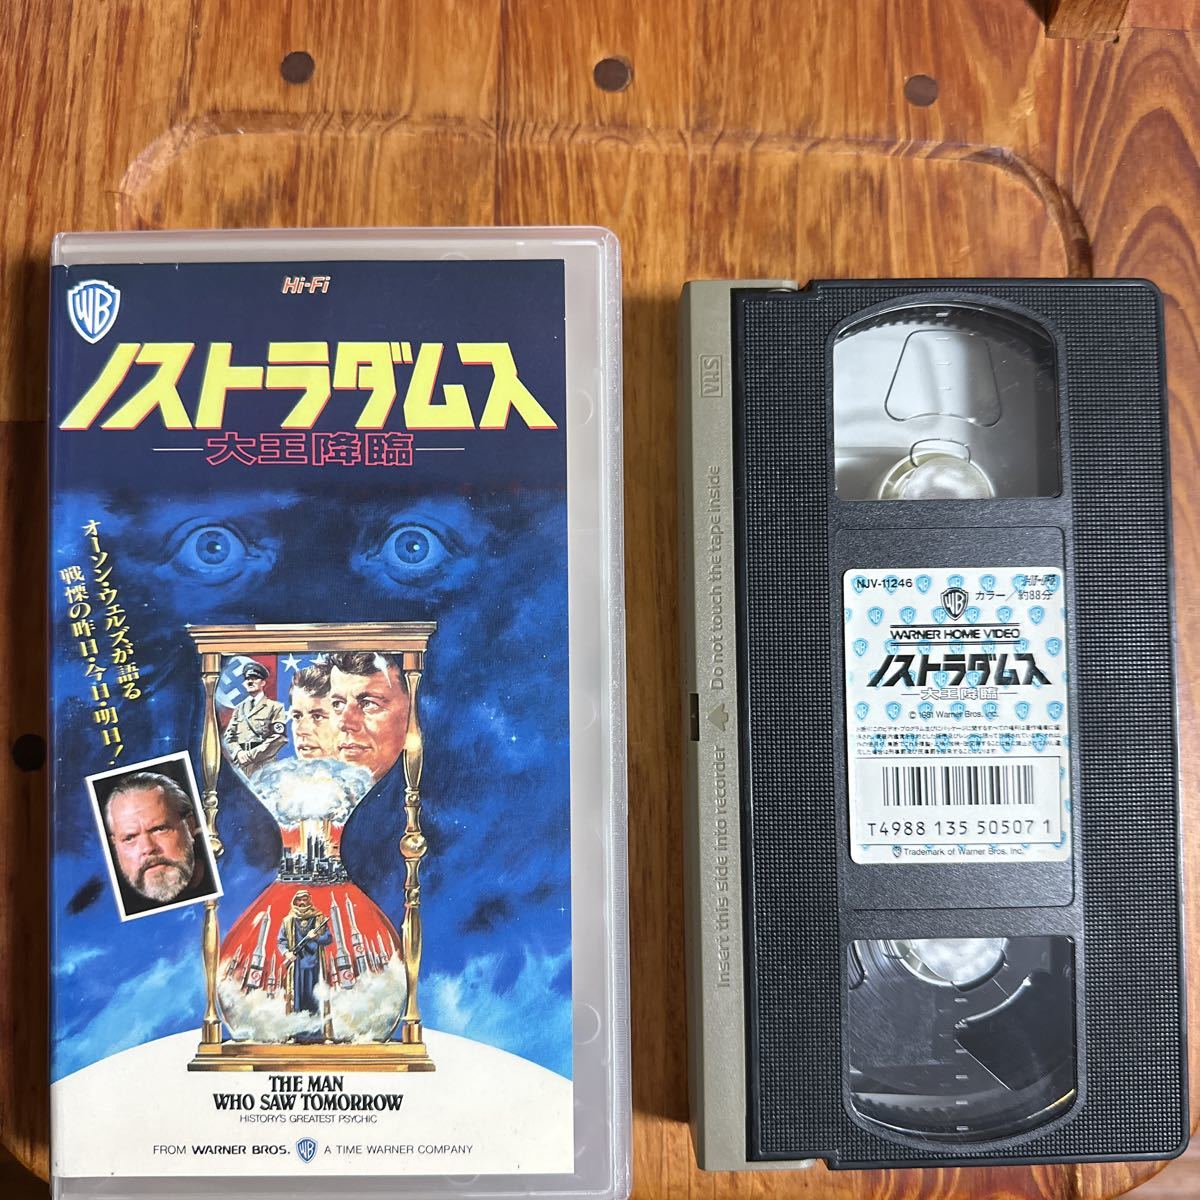 Hi-Fi
WB
ノストラダムス
大王降臨
オーソン・ウェルズが語る
戦慄の昨日・今日・明日!
THE MAN
WHO SAW TOMORROW
HISTORY'S GREATEST PSYCHIC
FROM WARNER BROS. WB A TIME WARNER COMPANY
VHS
Do not touch the tape inside
Insert this side into recorder
NJV-11246
Hi-Fi
WB
カラー/約88分
WARNER HOME VIDEO
ノストラダムス
大王降臨
© 1981 Warner Bros. Inc.
T4988 135 50507 1
Trademark of Warner Bros. Inc.